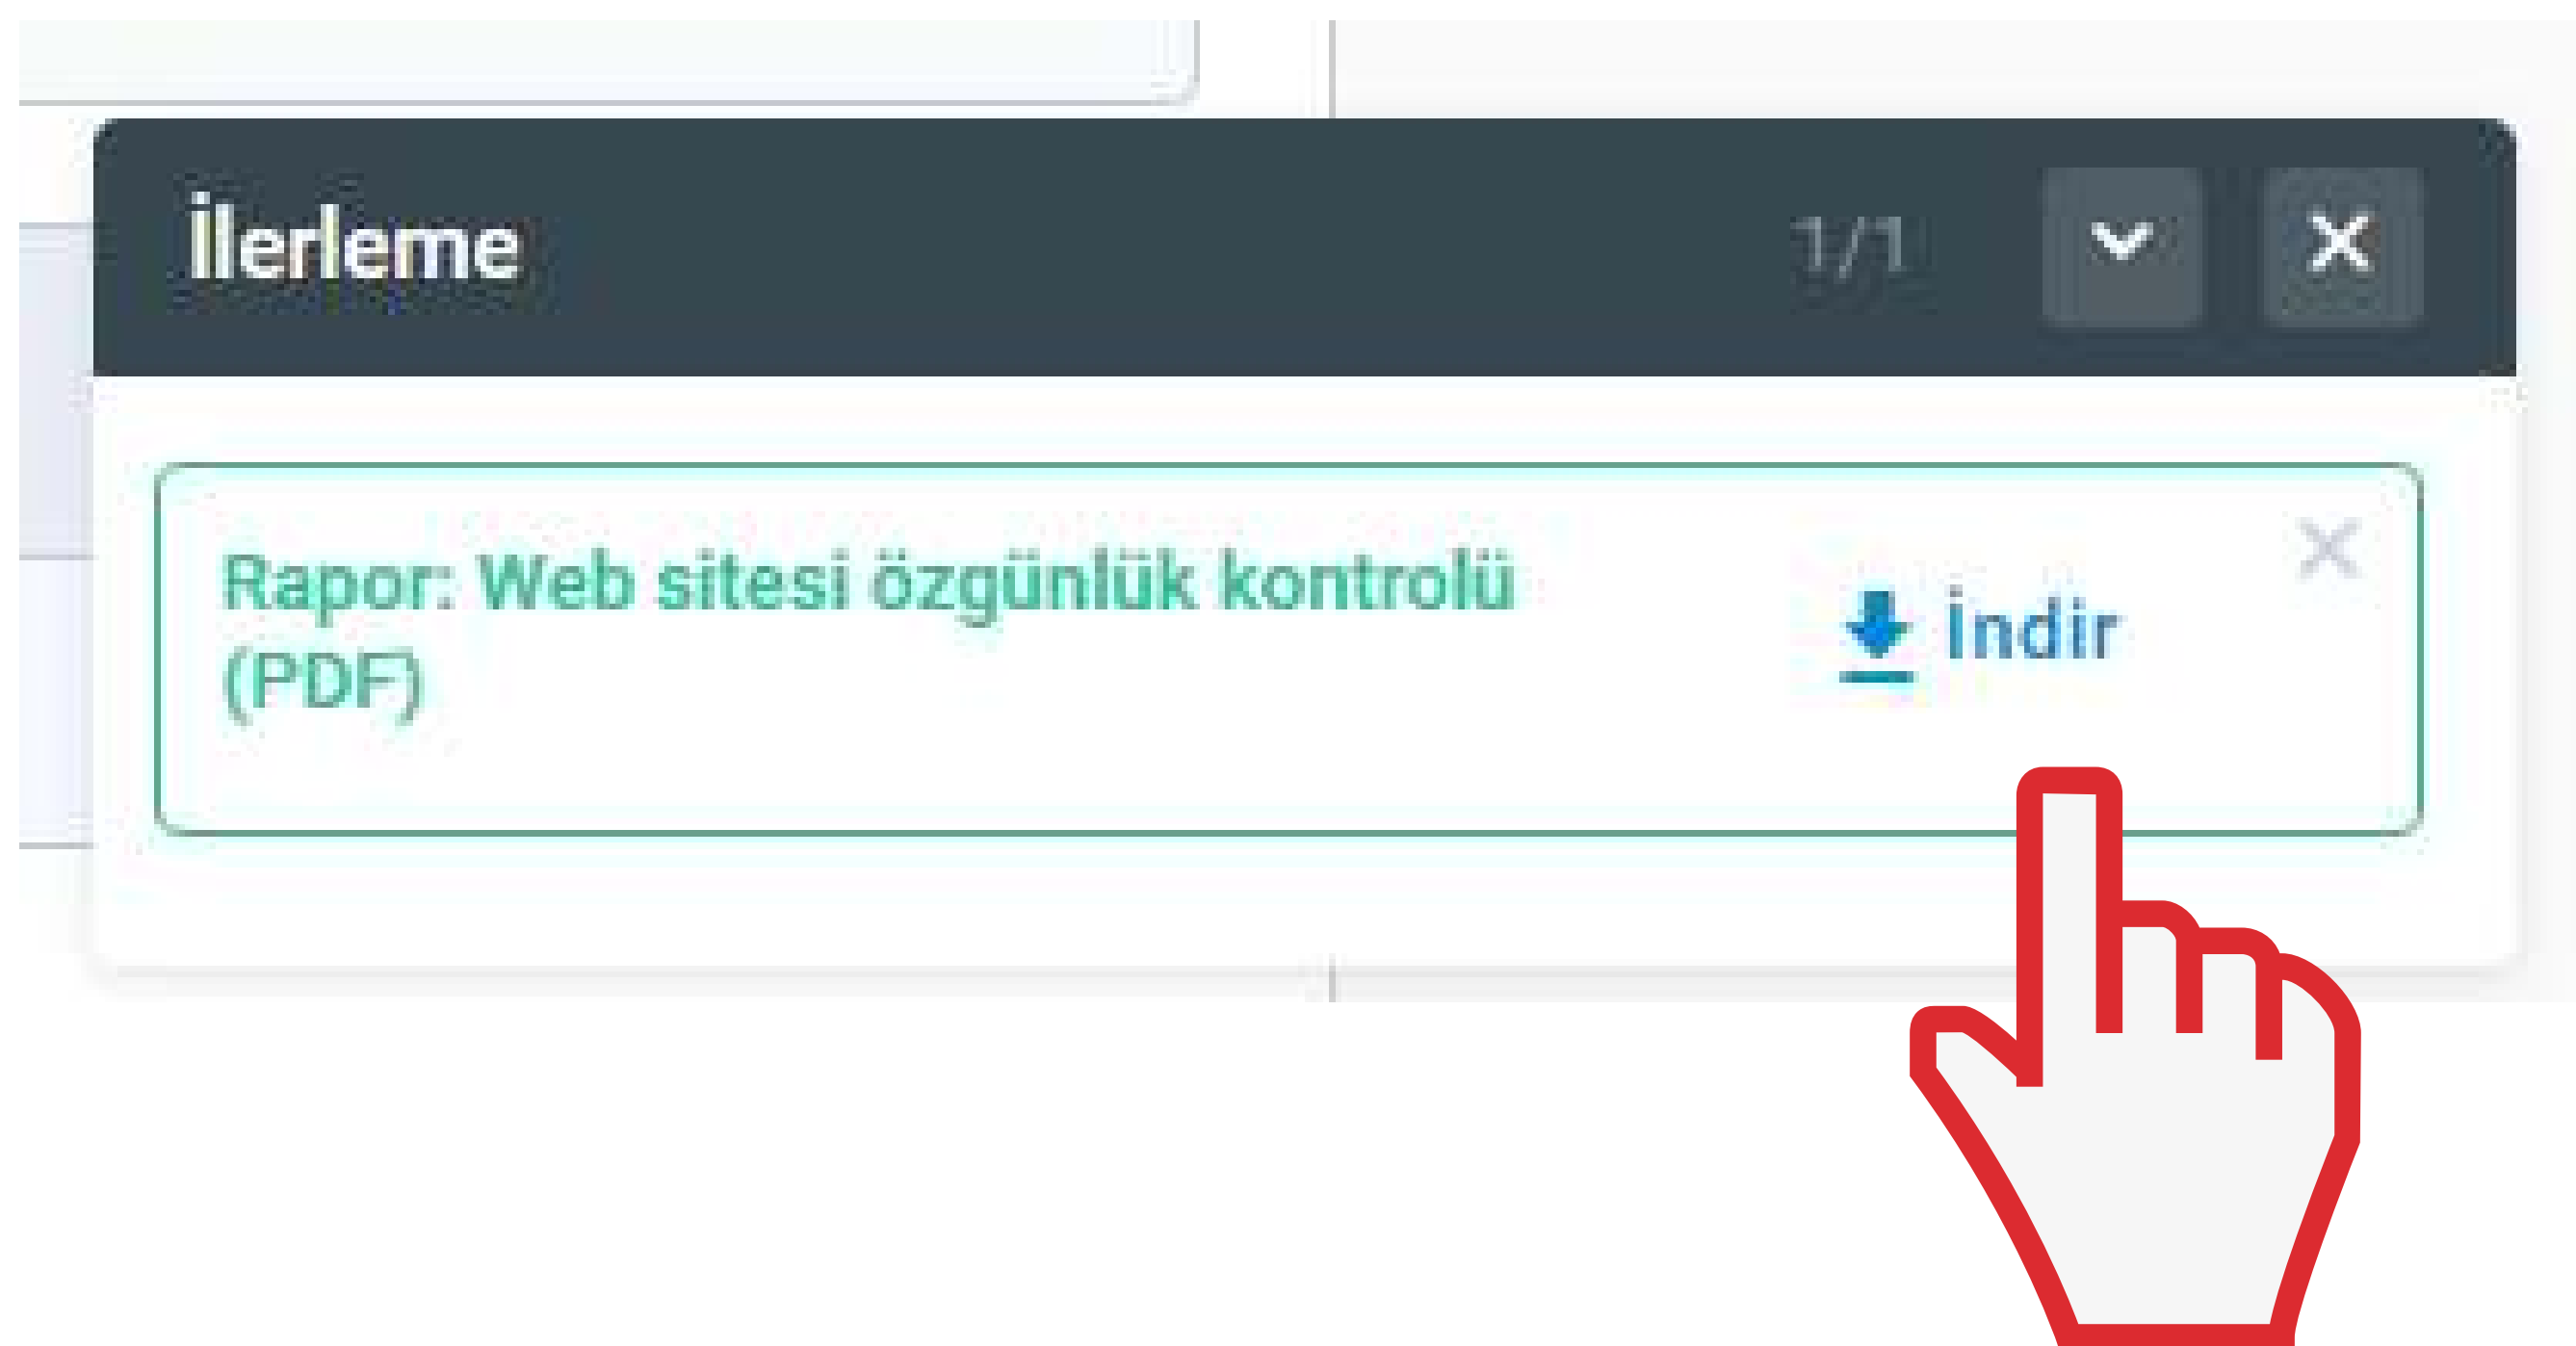 İlerleme 1/1
Rapor: Web sitesi özgünlük kontrolü
(PDF)
İndir